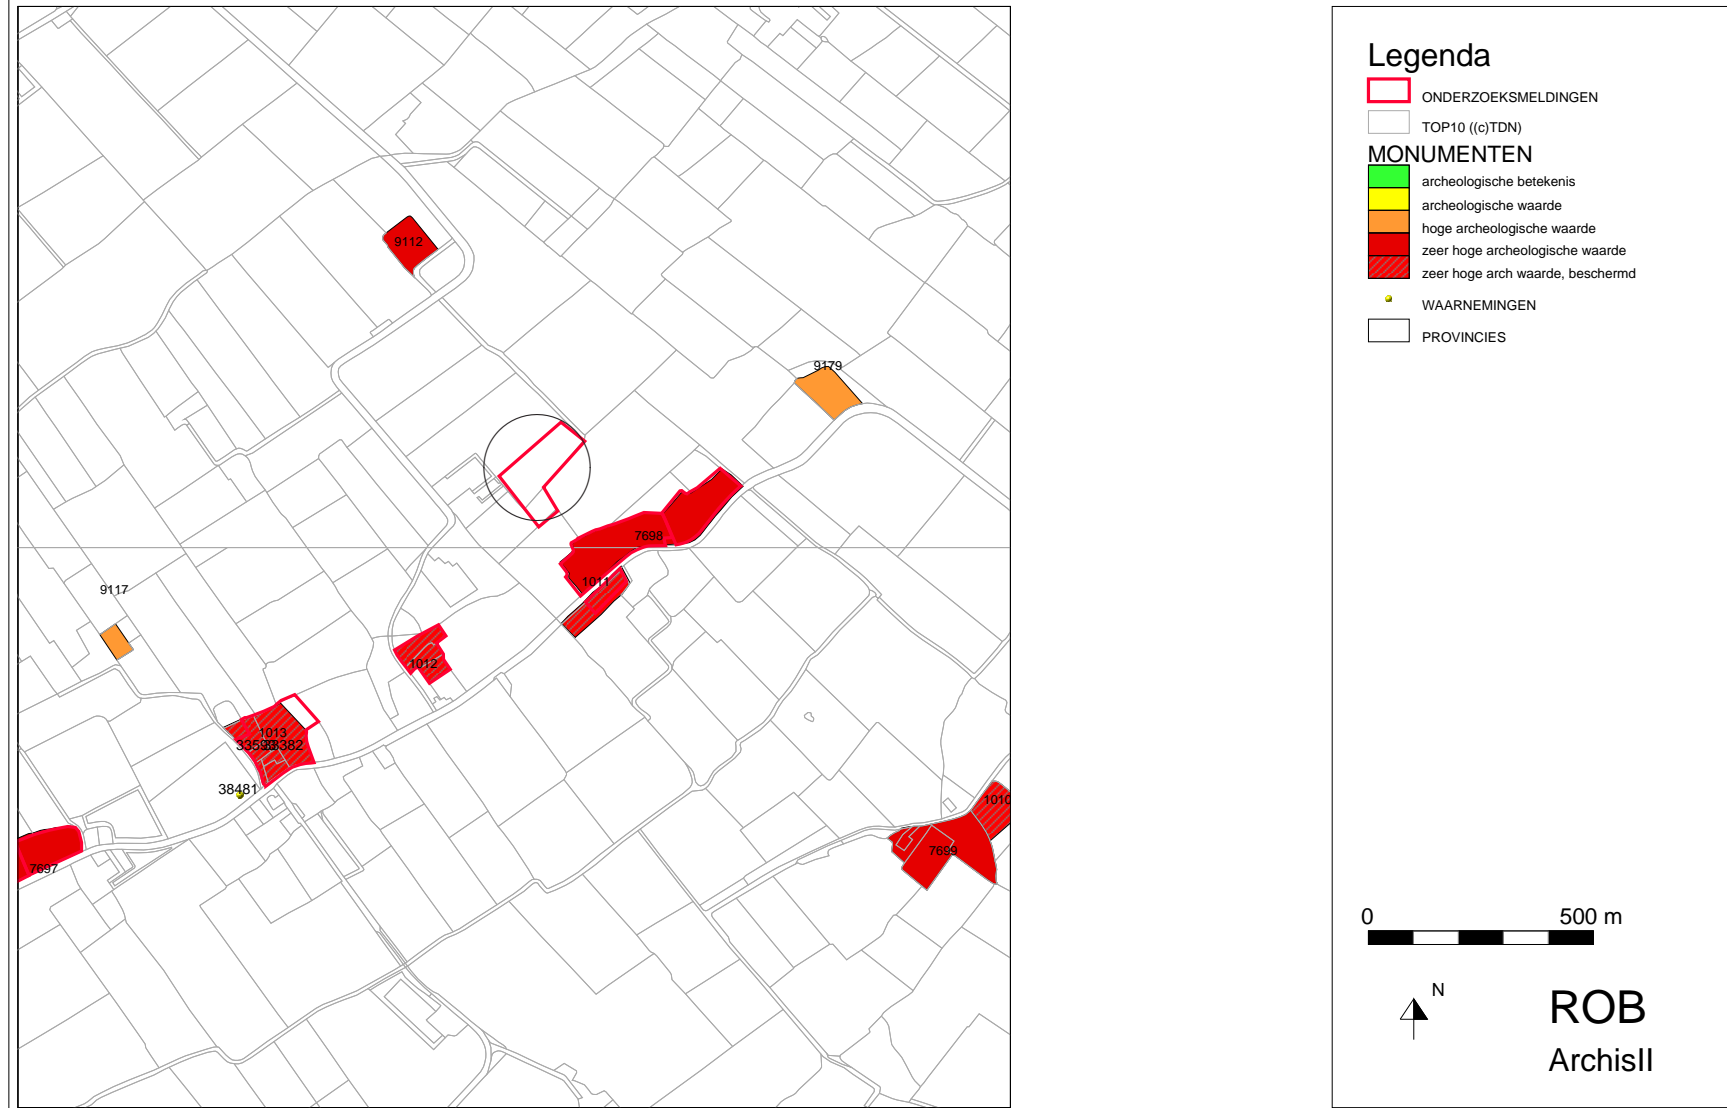 9112
9179
7698
1011
9117
1012
1013
38481
7697
1010
7699
Legenda
ONDERZOEKSMELDINGEN
TOP10 ((c)TDN)
MONUMENTEN
archeologische betekenis
archeologische waarde
hoge archeologische waarde
zeer hoge archeologische waarde
zeer hoge arch waarde, beschermd
WAARNEMINGEN
PROVINCIES
0 500 m
N
ROB
ArchisII